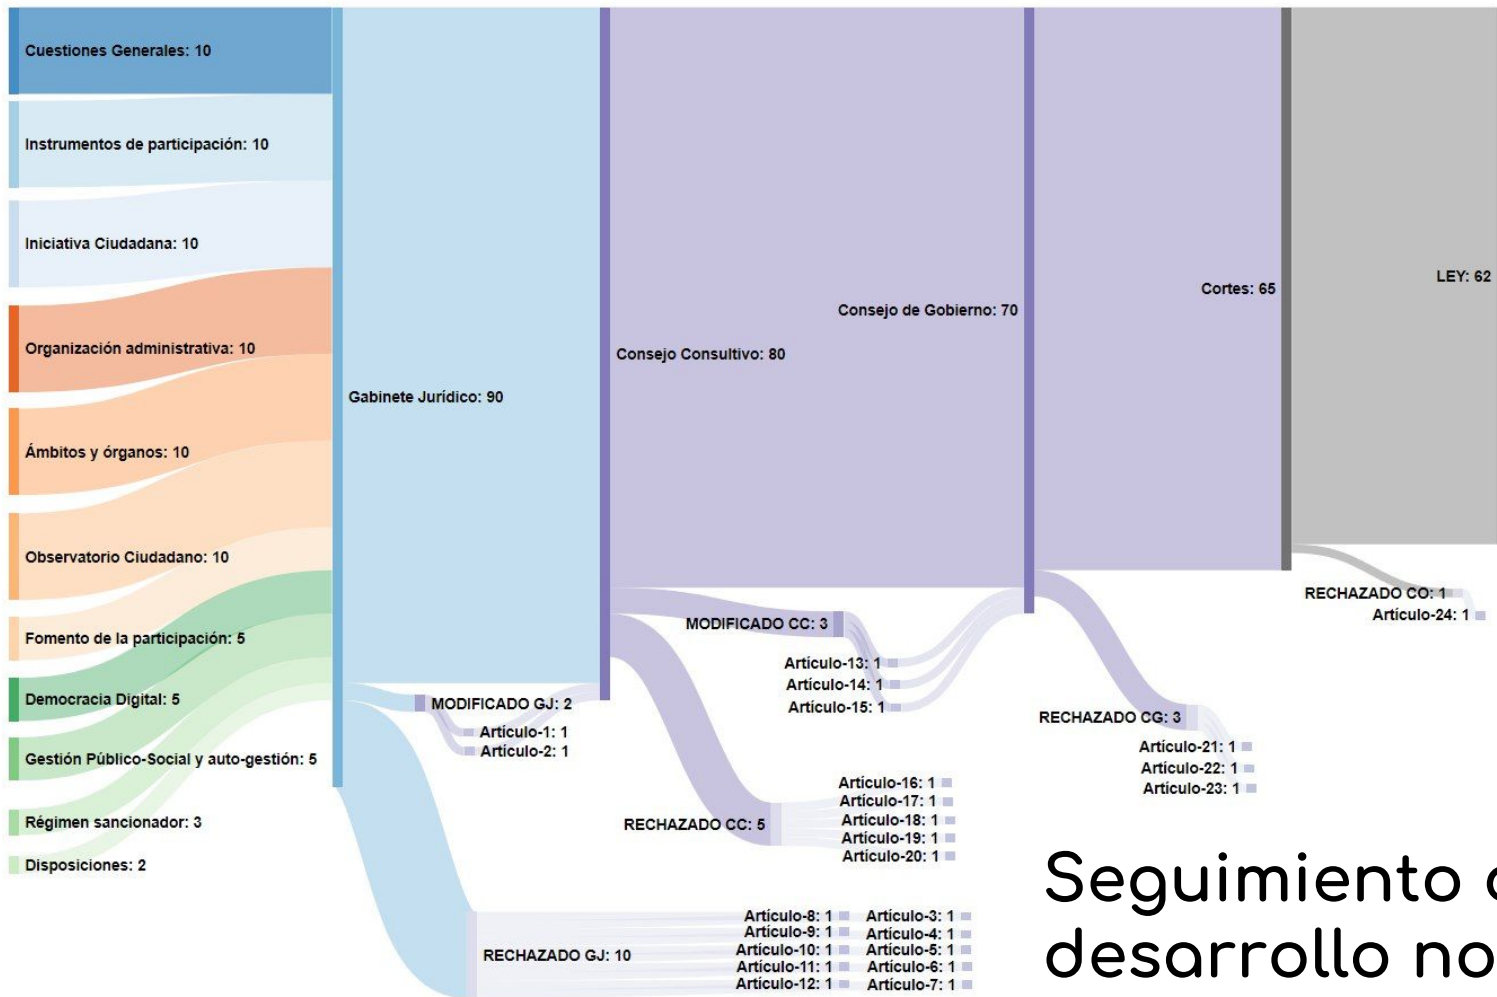 Cuestiones Generales: 10
Instrumentos de participación: 10
Iniciativa Ciudadana: 10
Organización administrativa: 10
Ámbitos y órganos: 10
Observatorio Ciudadano: 10
Fomento de la participación: 5
Democracia Digital: 5
Gestión Público-Social y auto-gestión: 5
Régimen sancionador: 3
Disposiciones: 2
Gabinete Jurídico: 90
MODIFICADO GJ: 2
Artículo-1: 1
Artículo-2: 1
RECHAZADO GJ: 10
Artículo-8: 1
Artículo-9: 1
Artículo-10: 1
Artículo-11: 1
Artículo-12: 1
Artículo-3: 1
Artículo-4: 1
Artículo-5: 1
Artículo-6: 1
Artículo-7: 1
Consejo Consultivo: 80
MODIFICADO CC: 3
Artículo-13: 1
Artículo-14: 1
Artículo-15: 1
RECHAZADO CC: 5
Artículo-16: 1
Artículo-17: 1
Artículo-18: 1
Artículo-19: 1
Artículo-20: 1
Consejo de Gobierno: 70
RECHAZADO CG: 3
Artículo-21: 1
Artículo-22: 1
Artículo-23: 1
Cortes: 65
RECHAZADO CO: 1
Artículo-24: 1
LEY: 62
Seguimiento
desarrollo no